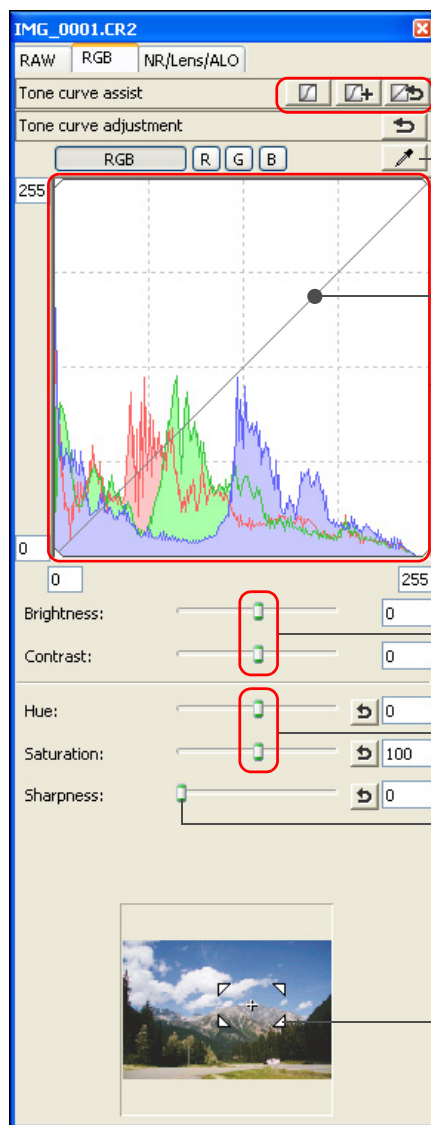 IMG_0001.CR2
RAW RGB NR/Lens/ALO
Tone curve assist
Tone curve adjustment
RGB R G B
255
0
0 255
Brightness: 0
Contrast: 0
Hue: 0
Saturation: 100
Sharpness: 0